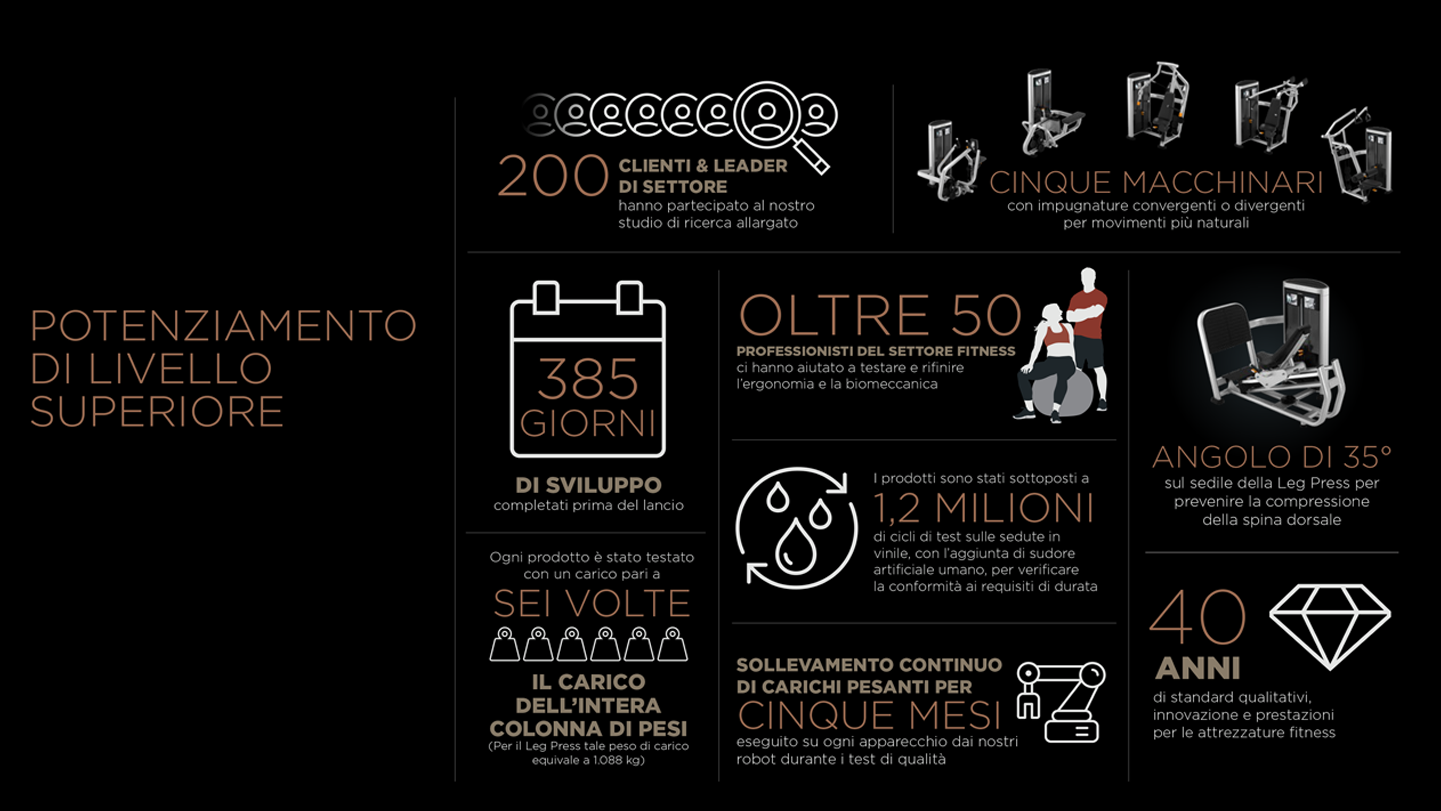 POTENZIAMENTO
DI LIVELLO
SUPERIORE
200
CLIENTI & LEADER
DI SETTORE
hanno partecipato al nostro
studio di ricerca allargato
CINQUE MACCHINARI
con impugnature convergenti o divergenti
per movimenti più naturali
385
GIORNI
DI SVILUPPO
completati prima del lancio
Ogni prodotto è stato testato
con un carico pari a
SEI VOLTE
IL CARICO
DELL'INTERA
COLONNA DI PESI
(Per il Leg Press tale peso di carico
equivale a 1.088 kg)
OLTRE 50
PROFESSIONISTI DEL SETTORE FITNESS
ci hanno aiutato a testare e rifinire
l'ergonomia e la biomeccanica
I prodotti sono stati sottoposti a
1,2 MILIONI
di cicli di test sulle sedute in
vinile, con l'aggiunta di sudore
artificiale umano, per verificare
la conformità ai requisiti di durata
SOLLEVAMENTO CONTINUO
DI CARICHI PESANTI PER
CINQUE MESI
eseguito su ogni apparecchio dai nostri
robot durante i test di qualità
ANGOLO DI 35°
sul sedile della Leg Press per
prevenire la compressione
della spina dorsale
40
ANNI
di standard qualitativi,
innovazione e prestazioni
per le attrezzature fitness